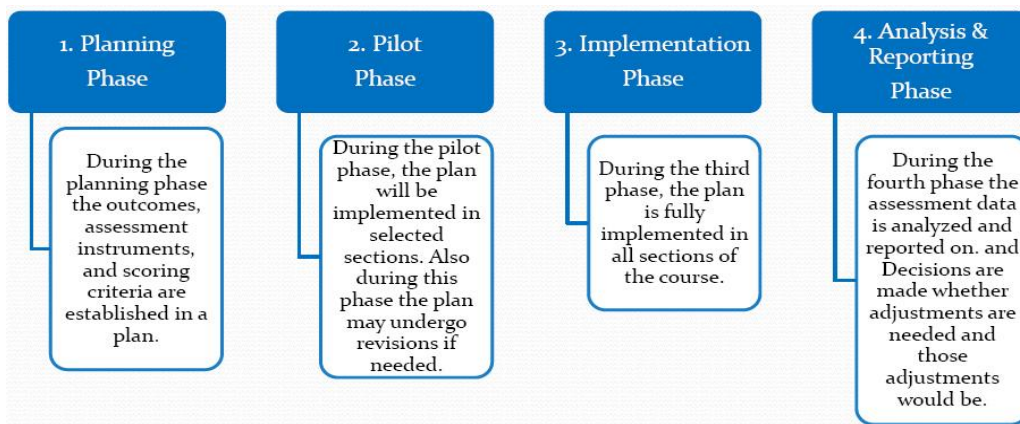 1. Planning
Phase
During the
planning phase
the outcomes,
assessment
instruments,
and scoring
criteria are
established in a
plan.
2. Pilot
Phase
During the pilot
phase, the plan
will be
implemented in
selected
sections. Also
during this
phase the plan
may undergo
revisions if
needed.
3. Implementation
Phase
During the third
phase, the plan
is fully
implemented in
all sections of
the course.
4. Analysis &
Reporting
Phase
During the
fourth phase the
assessment data
is analyzed and
reported on. and
Decisions are
made whether
adjustments are
needed and
those
adjustments
would be.